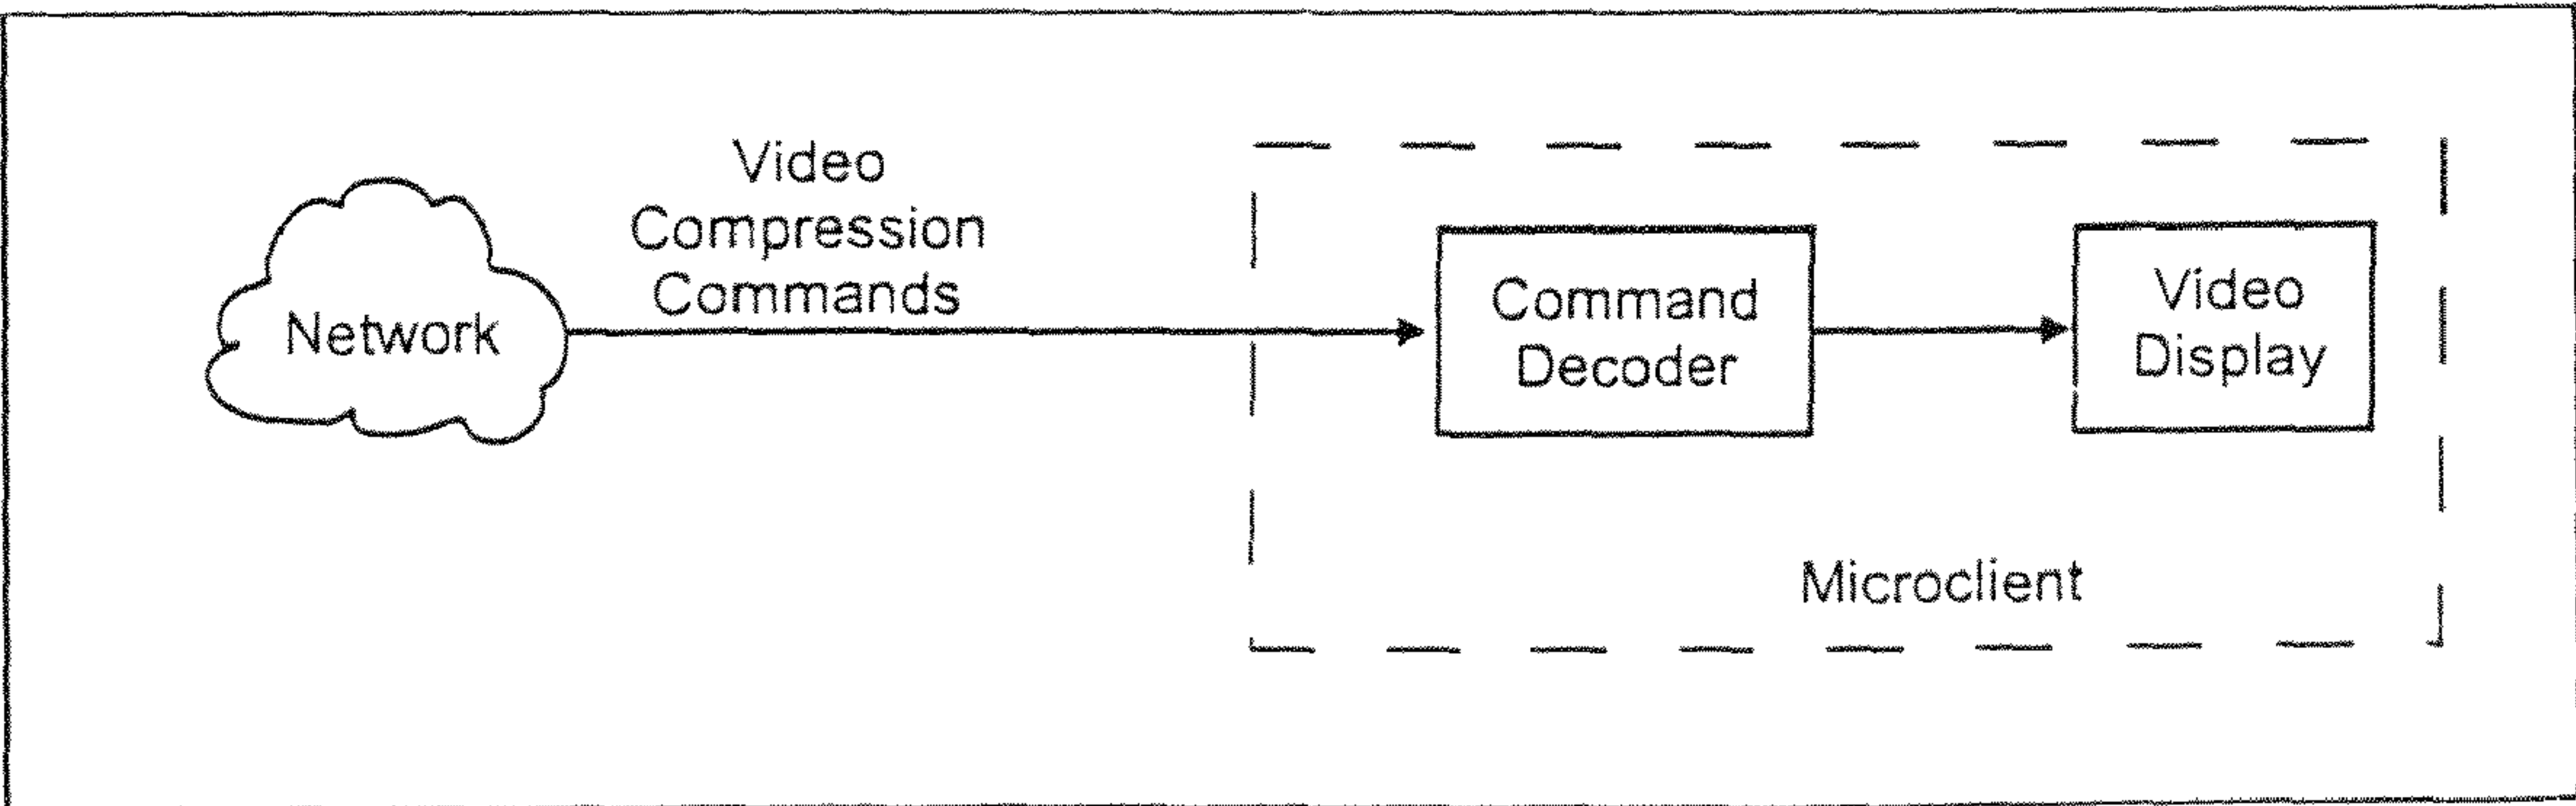 Video
Compression
Commands
Network
Command
Decoder
Video
Display
Microclient